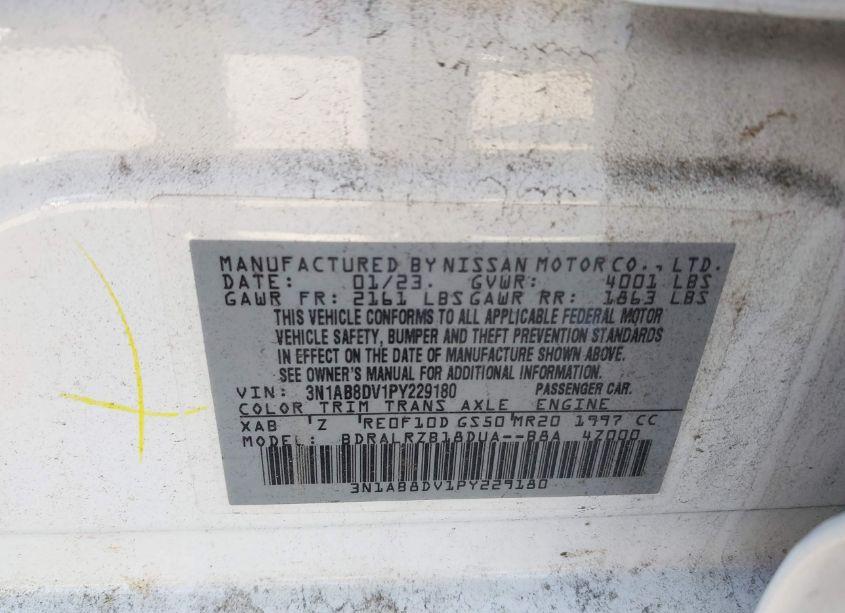 MANUFACTURED BY NISSAN MOTOR CO., LTD.
DATE: 01/23. GVWR: 4001 LBS
GAWR FR: 2161 LBS GAWR RR: 1863 LBS
THIS VEHICLE CONFORMS TO ALL APPLICABLE FEDERAL MOTOR
VEHICLE SAFETY, BUMPER AND THEFT PREVENTION STANDARDS
IN EFFECT ON THE DATE OF MANUFACTURE SHOWN ABOVE.
SEE OWNER'S MANUAL FOR ADDITIONAL INFORMATION.
VIN: 3N1AB8DV1PY229180 PASSENGER CAR.
COLOR TRIM TRANS AXLE ENGINE
XAB 'Z RE0F10D GS50 MR20 1997 CC
MODEL: BDRALRZB18DUA--B8A 4Z000
3N1AB8DV1PY229180